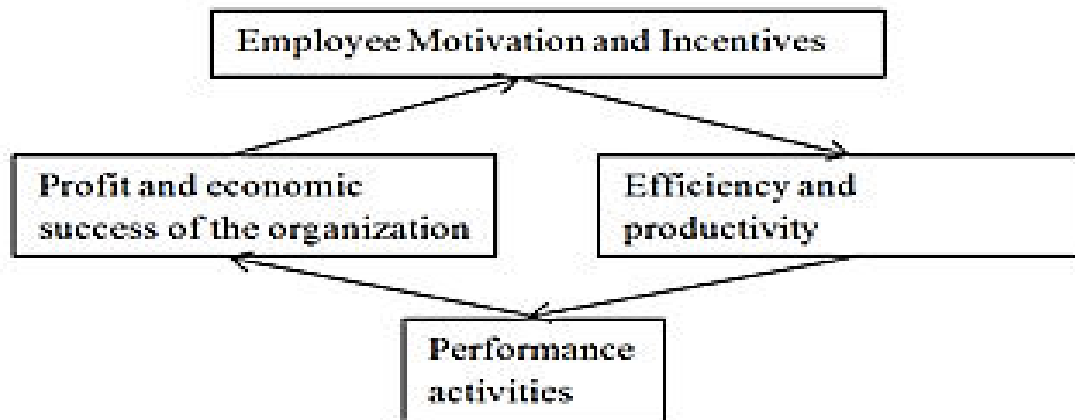 Employee Motivation and Incentives
Profit and economic
success of the organization
Efficiency and
productivity
Performance
activities